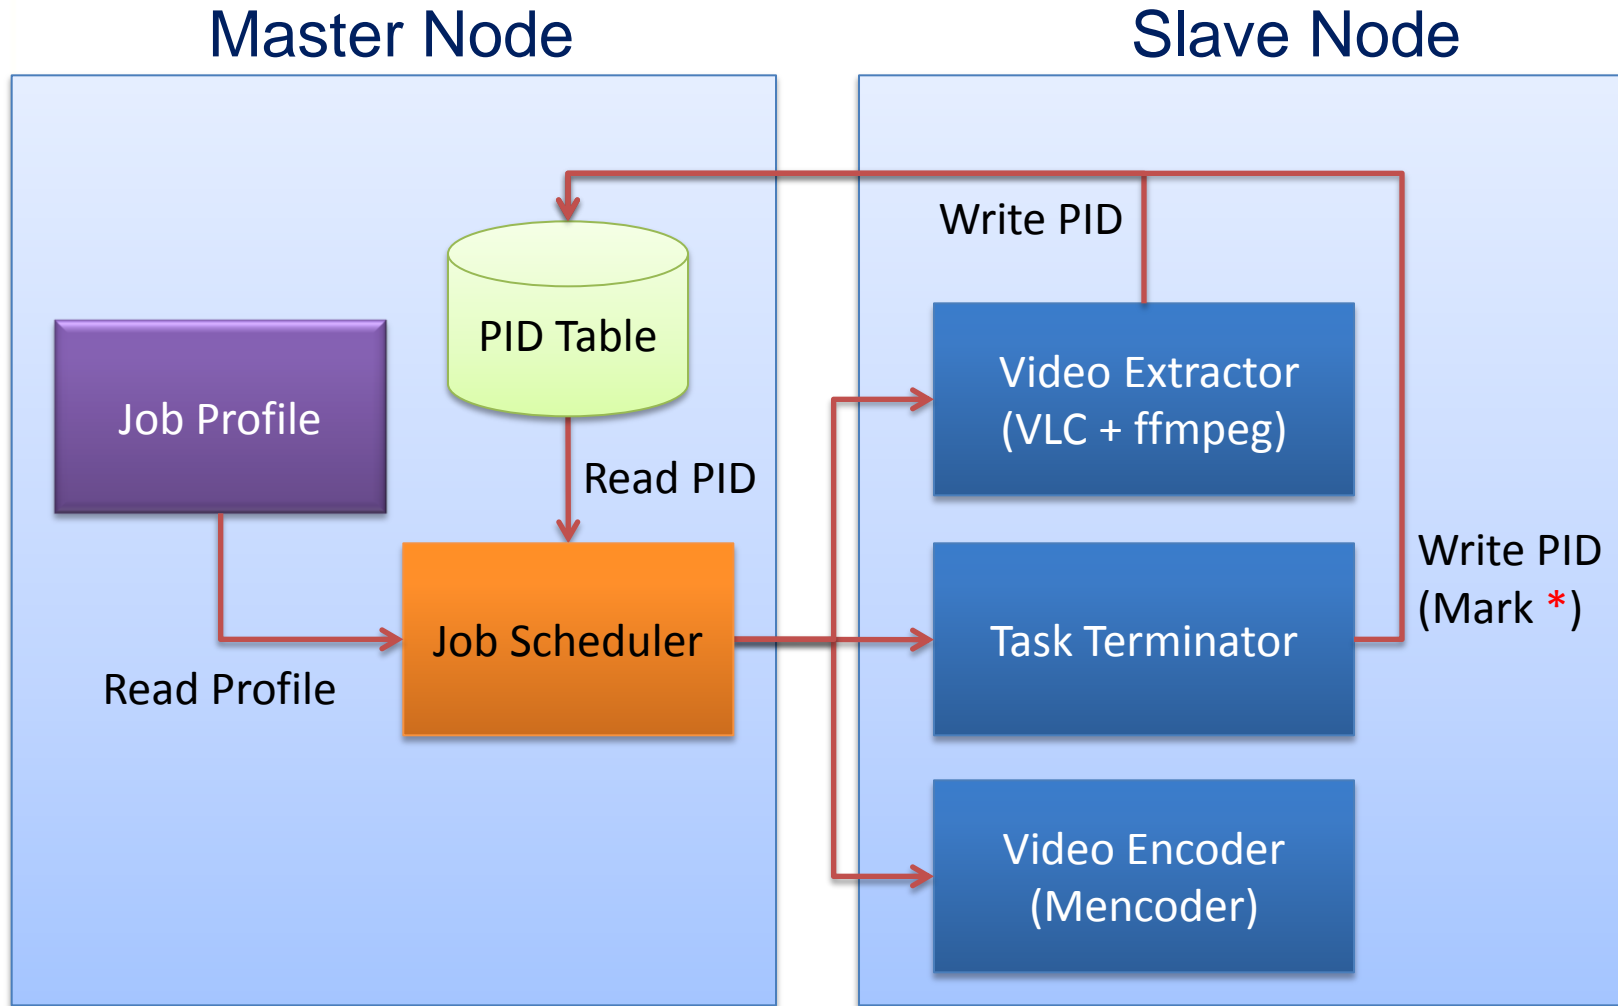 Master Node
Slave Node
Write PID
PID Table
Job Profile
Video Extractor
(VLC + ffmpeg)
Read PID
Write PID
(Mark *)
Job Scheduler
Task Terminator
Read Profile
Video Encoder
(Mencoder)